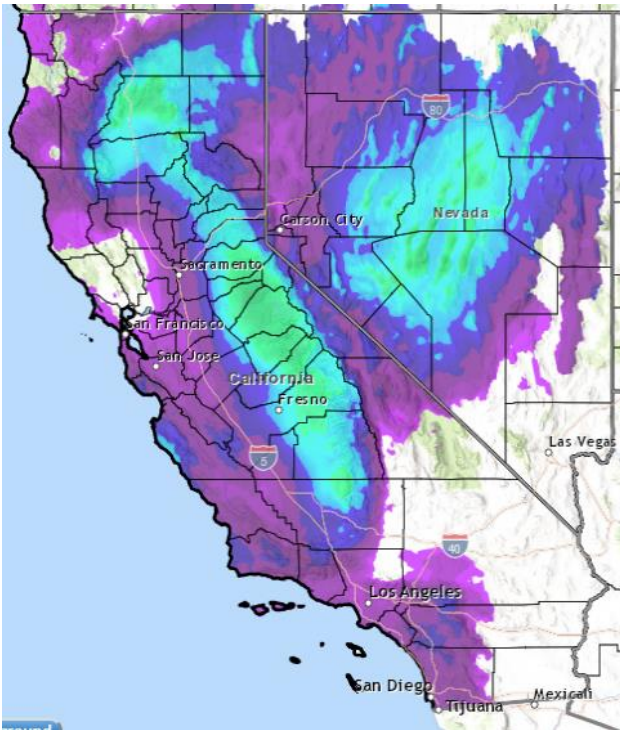 80
Nevada
Carson City
Sacramento
San Francisco
San Jose
California
Fresno
5
Las Vegas
40
Los Angeles
San Diego
Tijuana
Mexicali